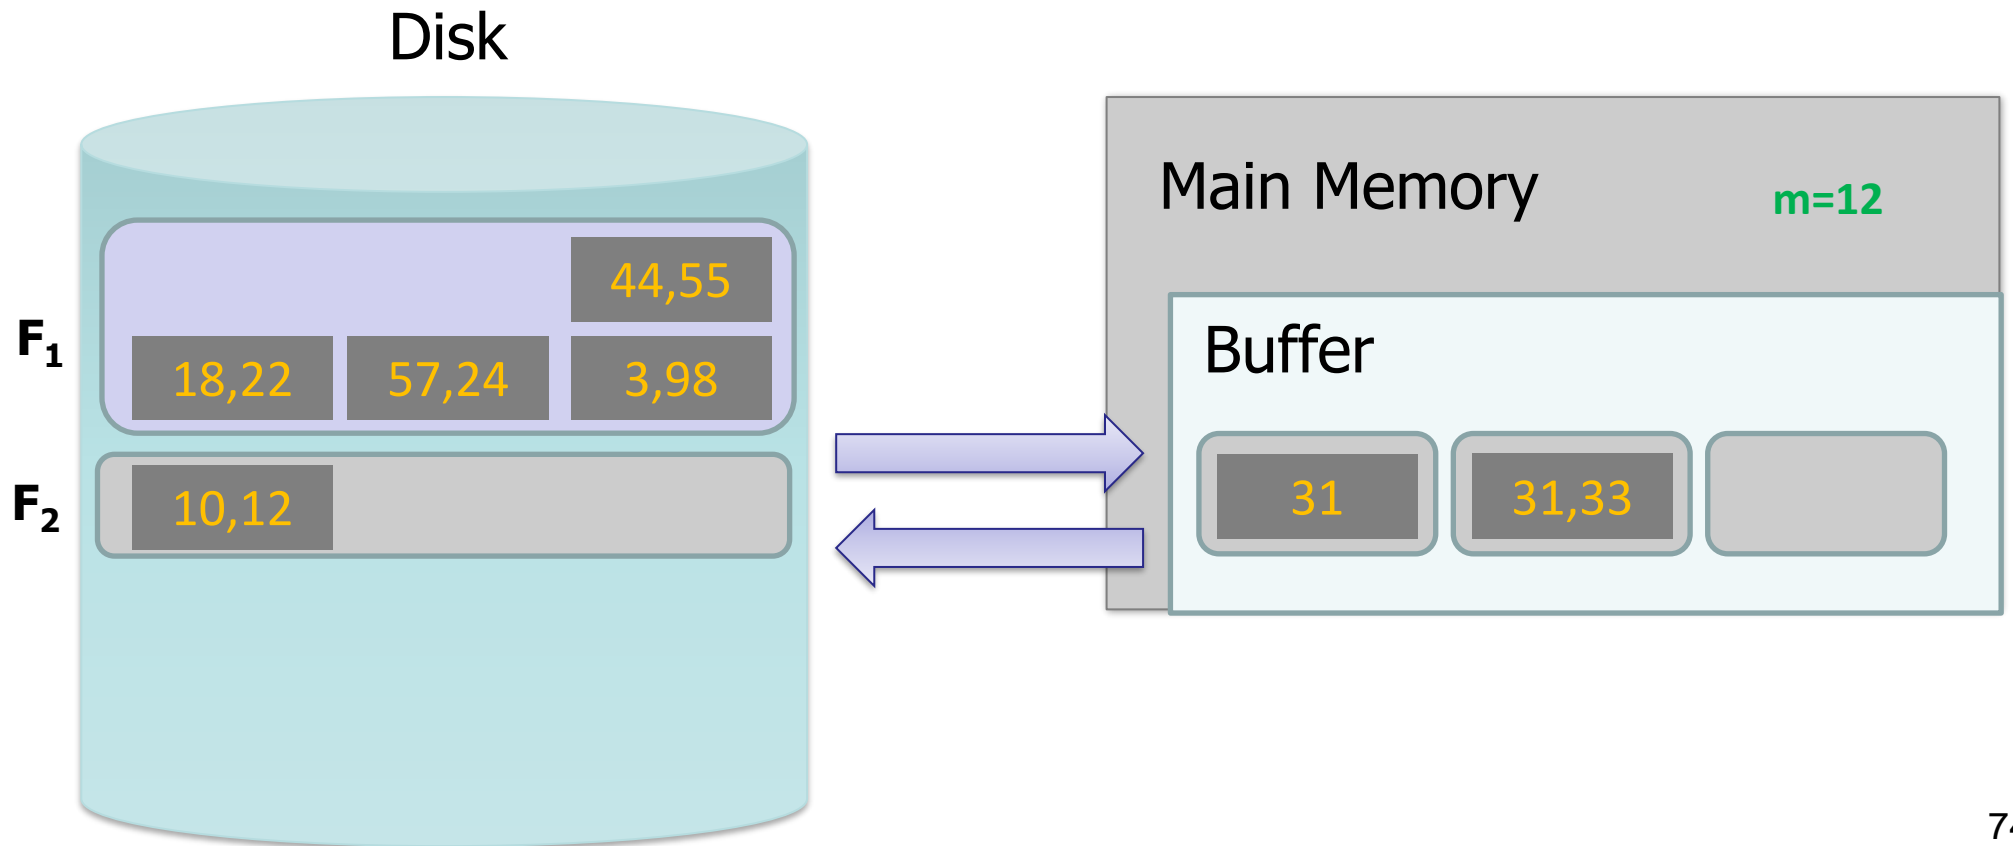 Disk
Main Memory
m=12
44,55
F₁
18,22
57,24
3,98
Buffer
F₂
10,12
31
31,33
74